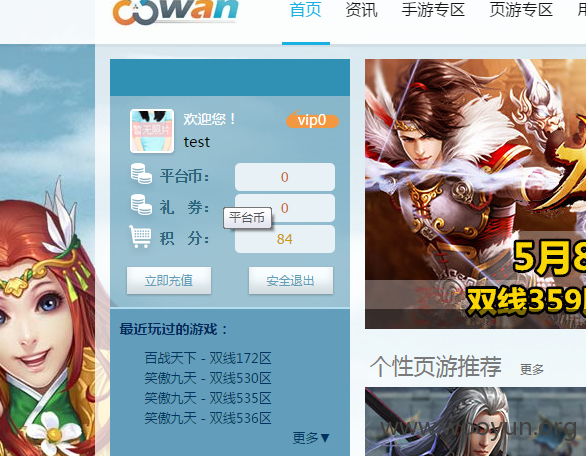 cowan
首页 资讯 手游专区 页游专区
暂无照片
欢迎您！ vip0
test
平台币： 0
礼 券： 0
平台币
积 分： 84
立即充值 安全退出
最近玩过的游戏：
百战天下 - 双线172区
笑傲九天 - 双线530区
笑傲九天 - 双线535区
笑傲九天 - 双线536区
更多▼
5月8
双线359
个性页游推荐 更多